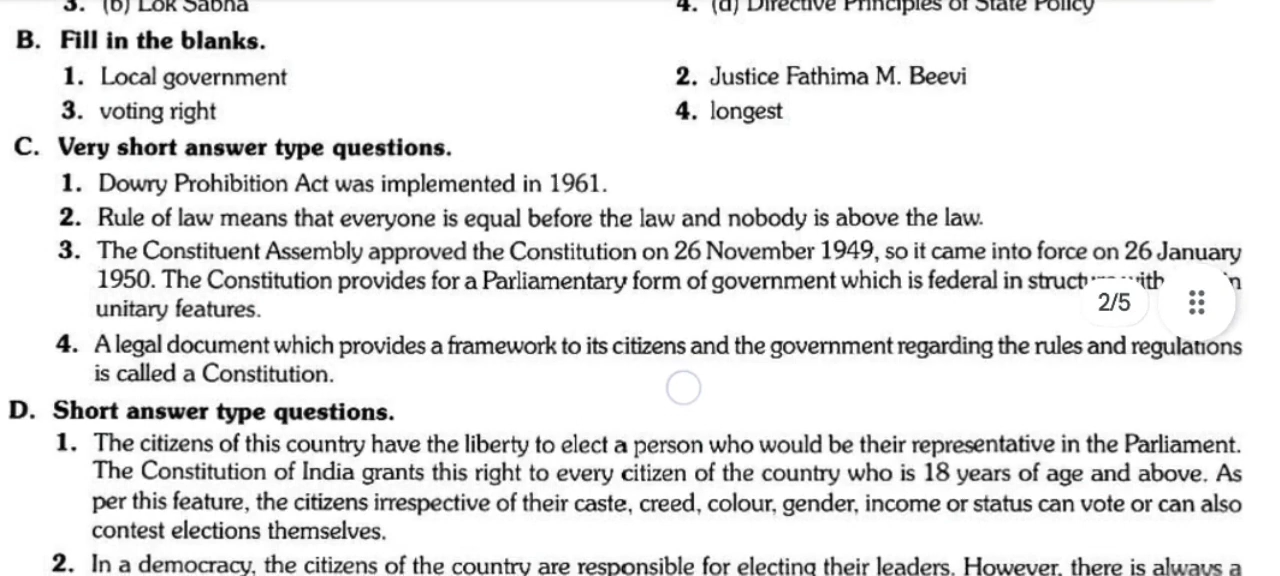 3. (b) Lok Sabha 4. (d) Directive Principles of State Policy
B. Fill in the blanks.
1. Local government 2. Justice Fathima M. Beevi
3. voting right 4. longest
C. Very short answer type questions.
1. Dowry Prohibition Act was implemented in 1961.
2. Rule of law means that everyone is equal before the law and nobody is above the law.
3. The Constituent Assembly approved the Constitution on 26 November 1949, so it came into force on 26 January
1950. The Constitution provides for a Parliamentary form of government which is federal in
2/5
unitary features.
4. A legal document which provides a framework to its citizens and the government regarding the rules and regulations
is called a Constitution.
D. Short answer type questions.
1. The citizens of this country have the liberty to elect a person who would be their representative in the Parliament.
The Constitution of India grants this right to every citizen of the country who is 18 years of age and above. As
per this feature, the citizens irrespective of their caste, creed, colour, gender, income or status can vote or can also
contest elections themselves.
2. In a democracy, the citizens of the country are responsible for electing their leaders. However, there is always a